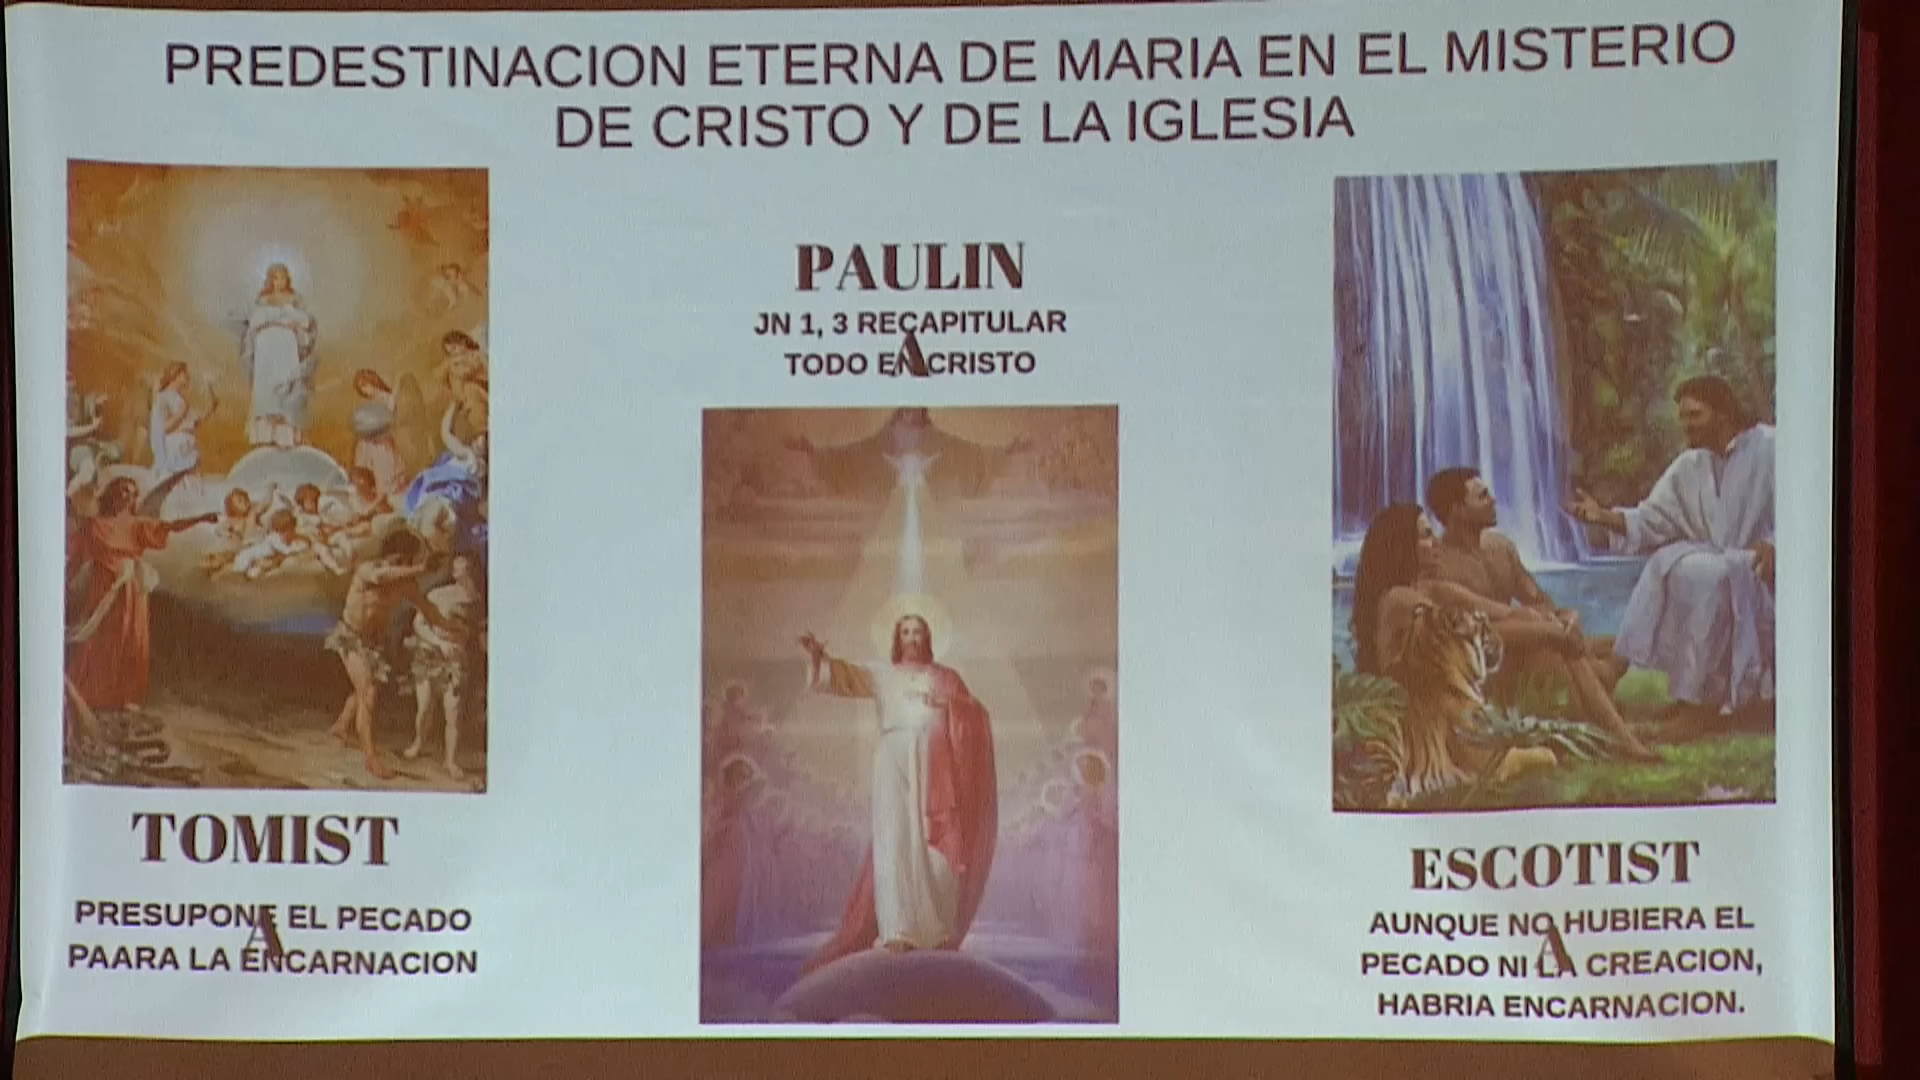 PREDESTINACION ETERNA DE MARIA EN EL MISTERIO
DE CRISTO Y DE LA IGLESIA
PAULIN
A
JN 1, 3 RECAPITULAR
TODO EN CRISTO
TOMIST
A
PRESUPONE EL PECADO
PAARA LA ENCARNACION
ESCOTIST
A
AUNQUE NO HUBIERA EL
PECADO NI LA CREACION,
HABRIA ENCARNACION.